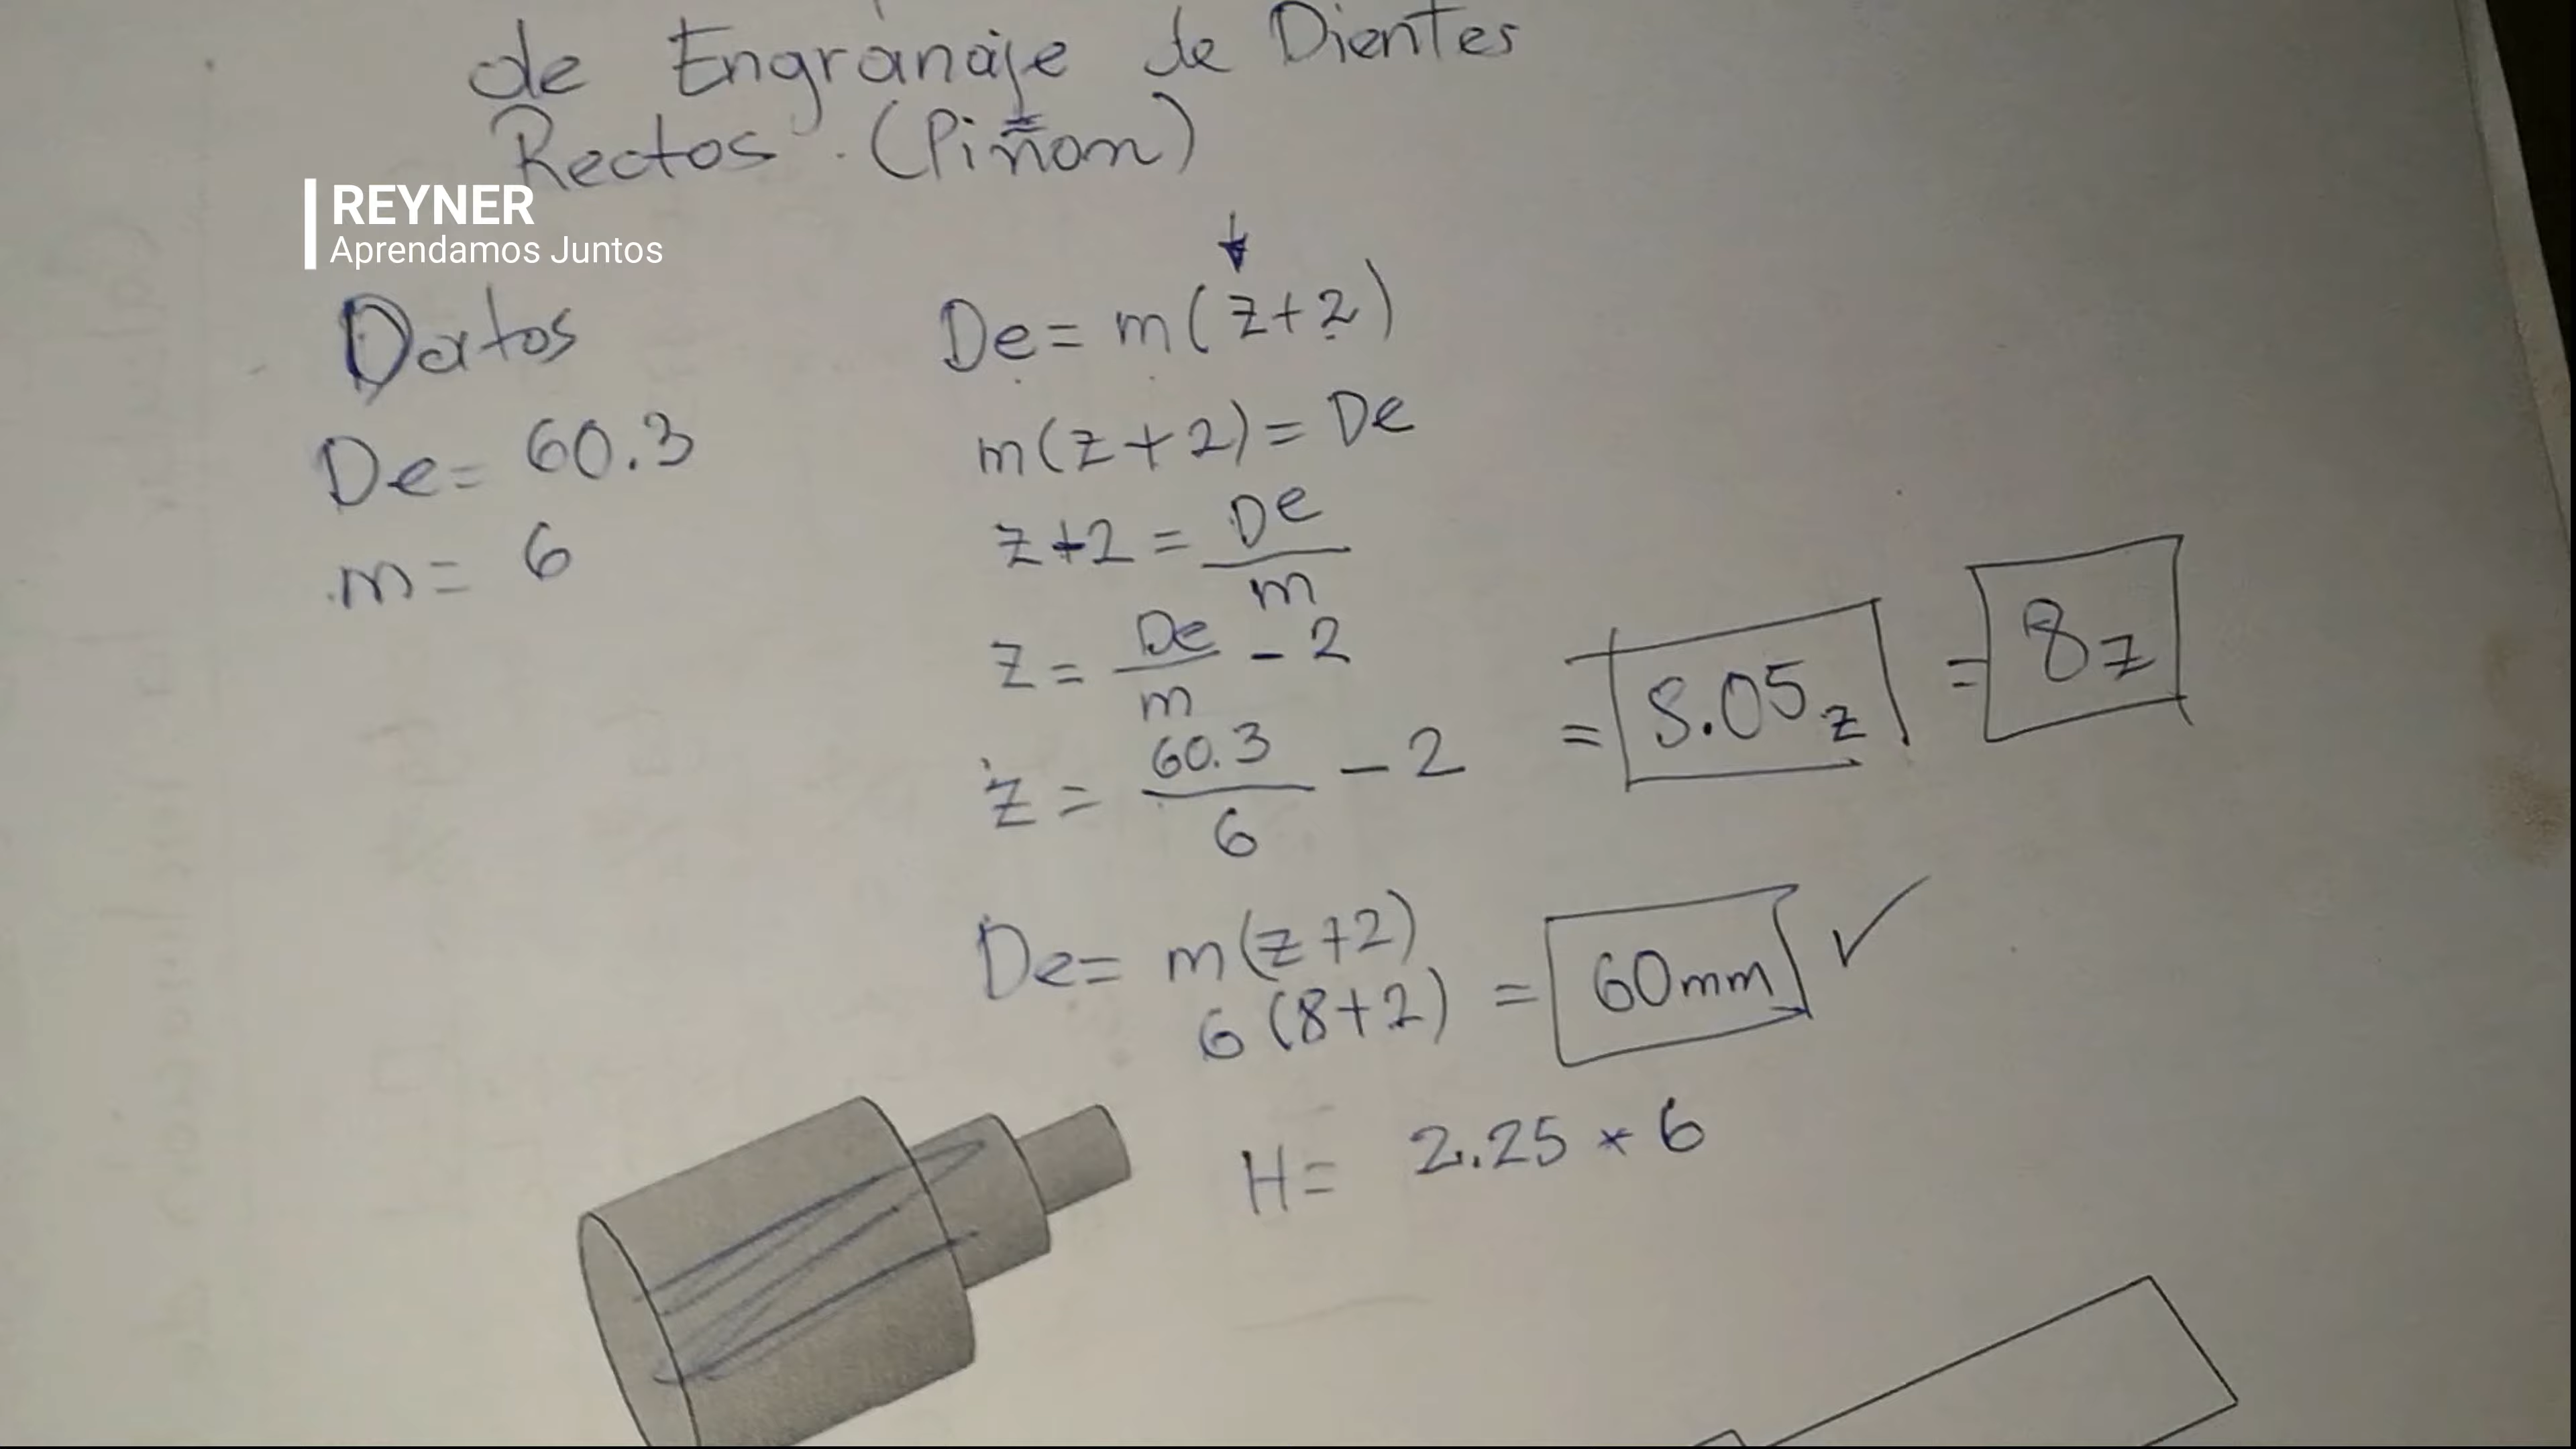 de Engranaje de Dientes
Rectos. (Piñon)
REYNER
Aprendamos Juntos
Datos
De = 60.3
m = 6
De = m(z+2)
m(z+2) = De
z+2 = De/m
z = De/m - 2
z = 60.3/6 - 2 = 8.05z = 8z
De = m(z+2)
6(8+2) = 60mm ✓
H = 2.25 * 6